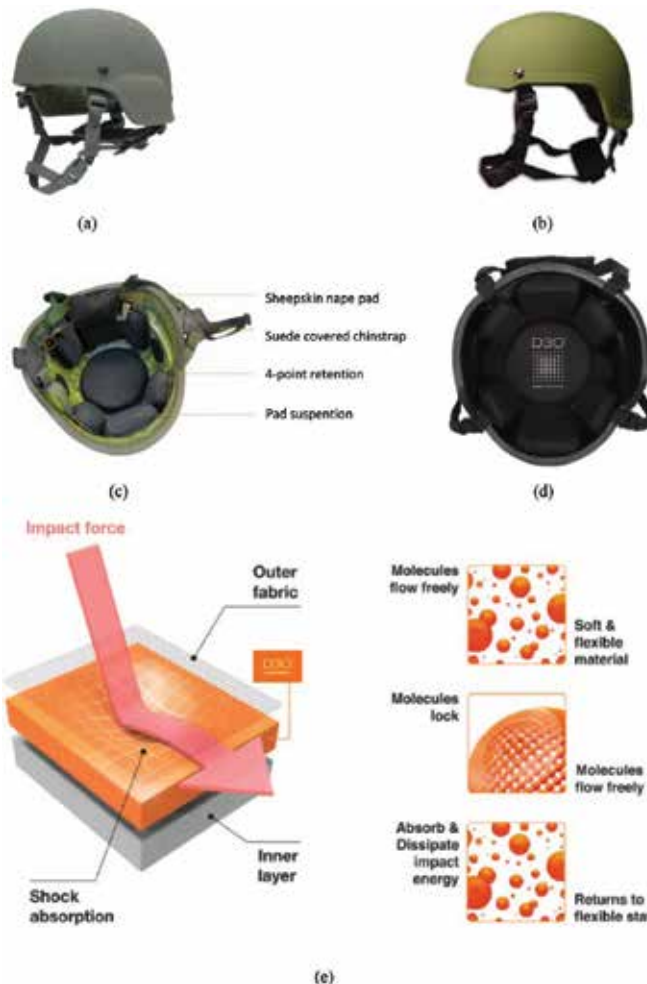 (a)
(b)
Sheepskin nape pad
Suede covered chinstrap
4-point retention
Pad suspention
D3O
(c)
(d)
Impact force
Outer
fabric
D3O
Shock
absorption
Inner
layer
Molecules
flow freely
Soft &
flexible
material
Molecules
lock
Molecules
flow freely
Absorb &
Dissipate
impact
energy
Returns to
flexible sta
(e)